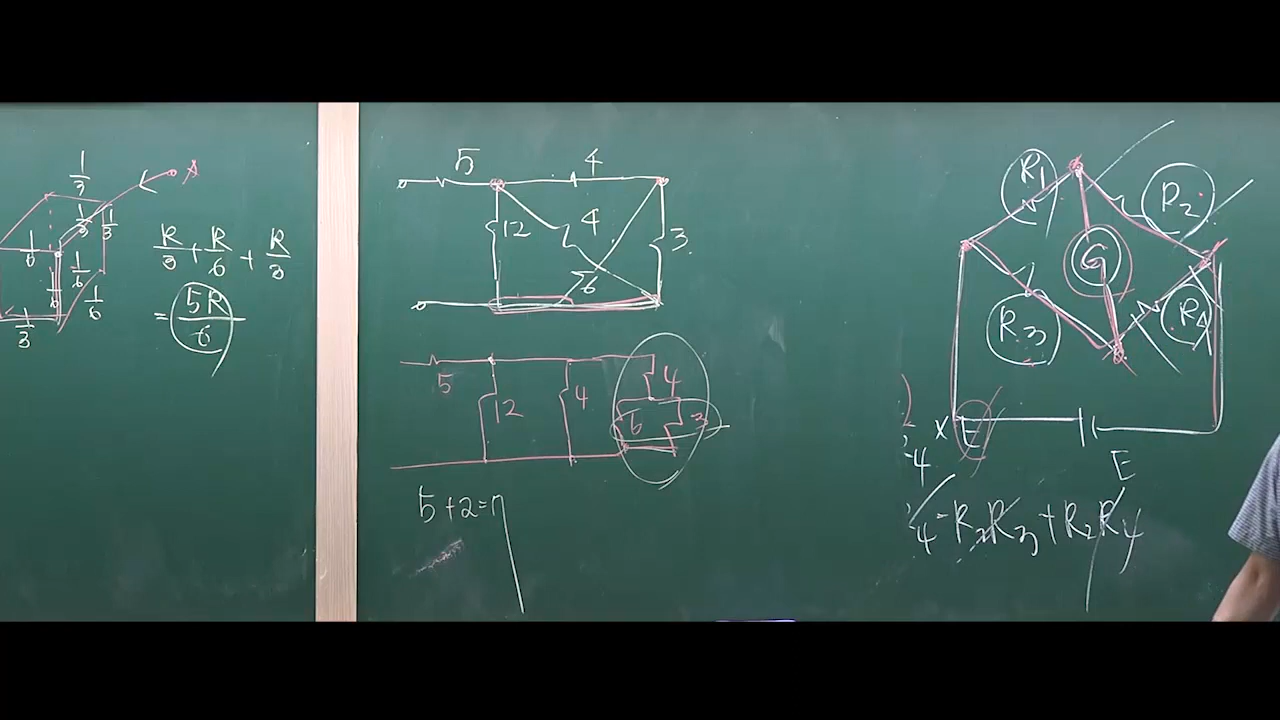 1/3
A
1/3 1/3
1/6
1/6
1/6
1/6
1/3
R/3 + R/6 + R/3
= 5R/6
5
4
12
4
3
6
5
12
4
4
6
3
5+2=7
R1
R2
G
R3
R4
X E
E